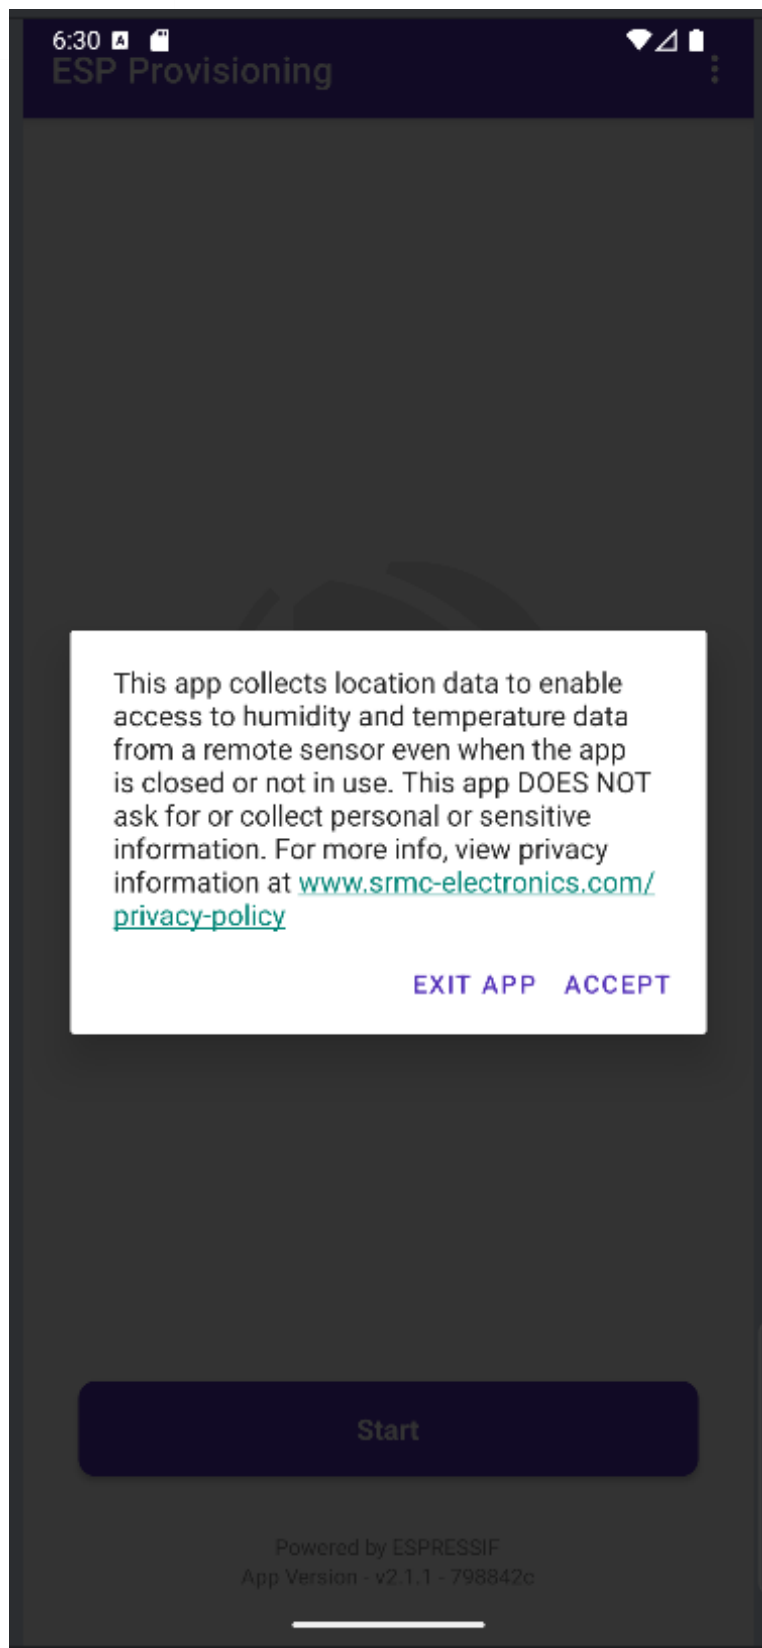 6:30 A
ESP Provisioning
This app collects location data to enable
access to humidity and temperature data
from a remote sensor even when the app
is closed or not in use. This app DOES NOT
ask for or collect personal or sensitive
information. For more info, view privacy
information at www.srmc-electronics.com/
privacy-policy
EXIT APP ACCEPT
Start
Powered by ESPRESSIF
App Version - v2.1.1 - 798842c